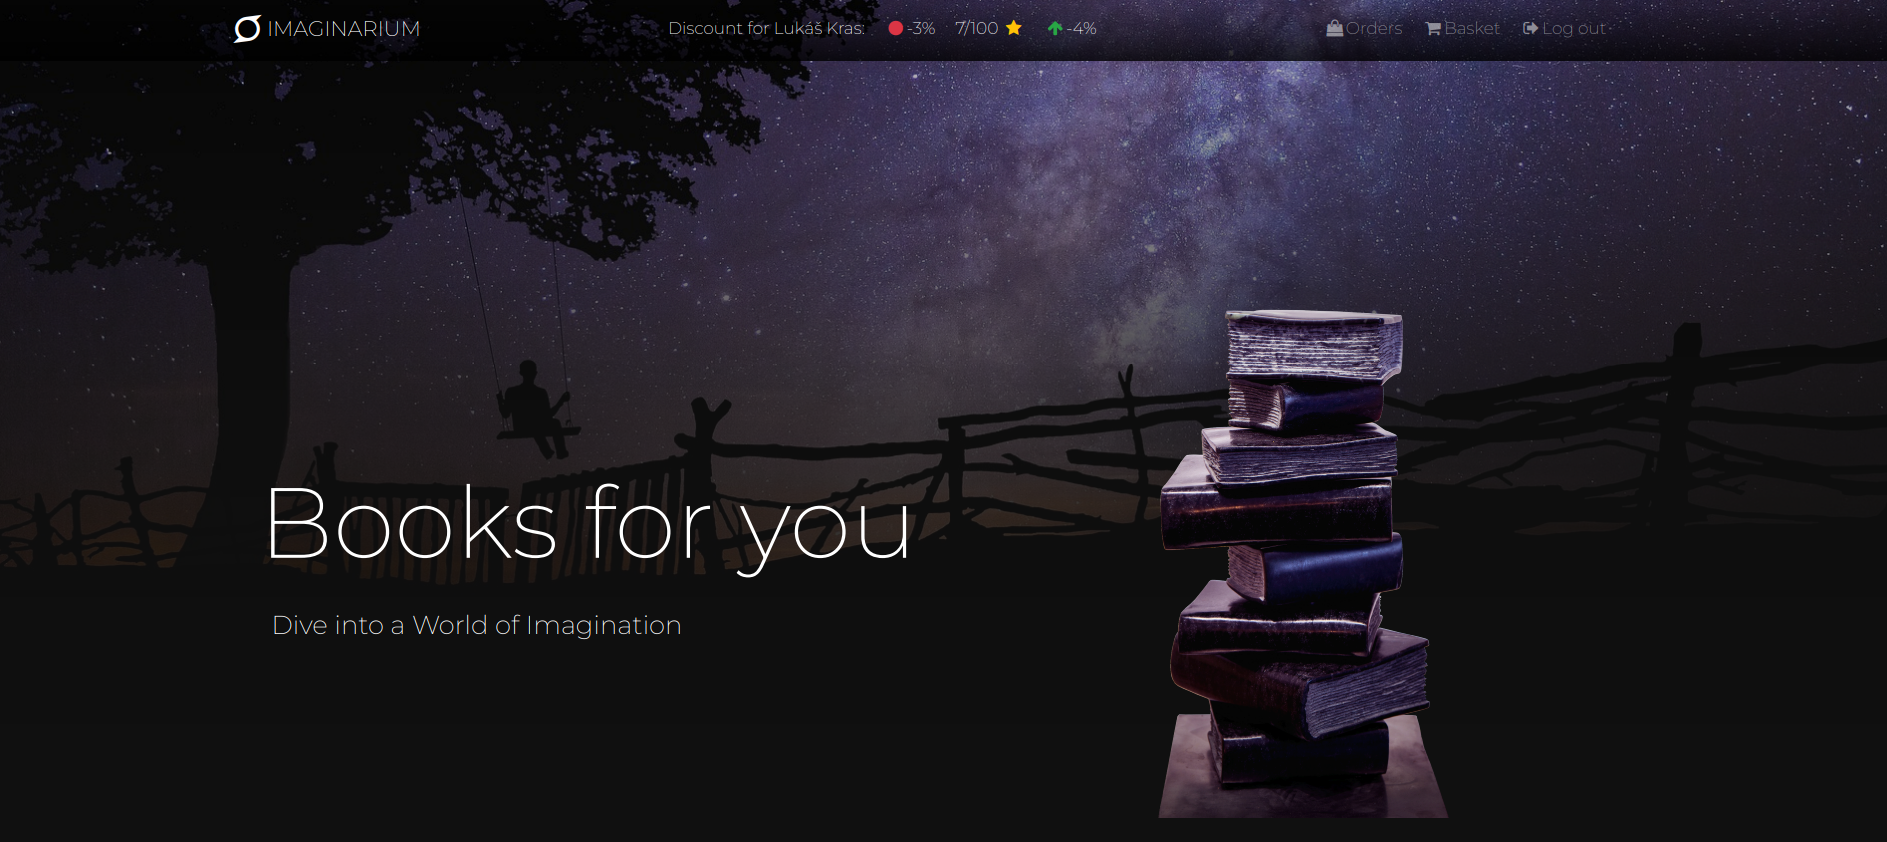 IMAGINARIUM
Discount for Lukáš Kras: -3% 7/100 -4%
Orders Basket Log out
Books for you
Dive into a World of Imagination